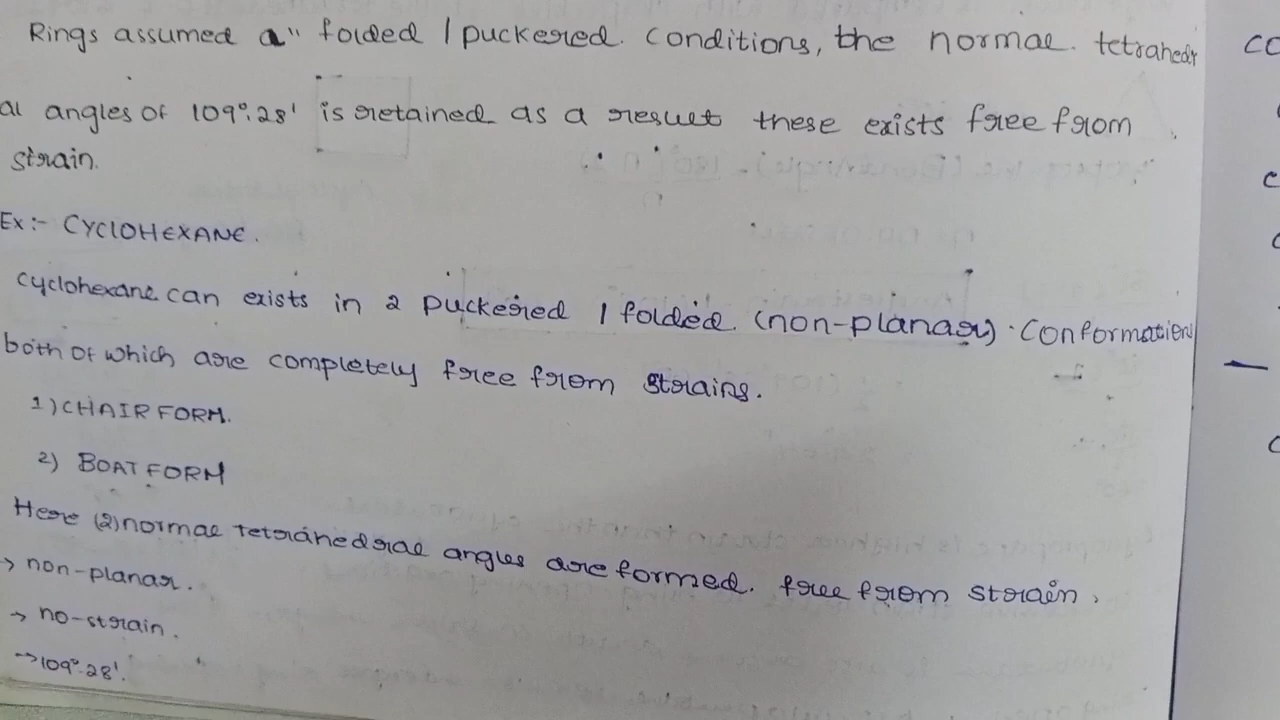 Rings assumed a" folded / puckered. conditions, the normal. tetrahedr
al angles of 109°.28' is retained as a result these exists free from
strain.
Ex:- CYCLOHEXANE.
cyclohexane can exists in 2 puckered / folded. (non-planar) . conformation
both of which are completely free from strains.
1) CHAIR FORM.
2) BOAT FORM
Here (2) normal tetrahedral angles are formed. free from strain.
→ non-planar.
→ no-strain.
→ 109°.28'.